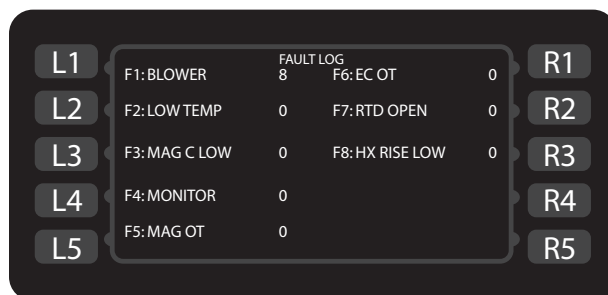 FAULT LOG
L1 F1: BLOWER 8 F6: EC OT 0 R1
L2 F2: LOW TEMP 0 F7: RTD OPEN 0 R2
L3 F3: MAG C LOW 0 F8: HX RISE LOW 0 R3
L4 F4: MONITOR 0 R4
L5 F5: MAG OT 0 R5